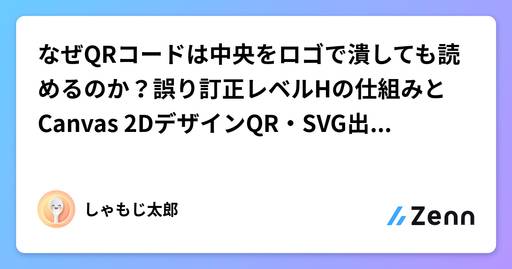 なぜQRコードは中央をロゴで潰しても読
めるのか？誤り訂正レベルHの仕組みと
Canvas 2DデザインQR・SVG出...
しゃもじ太郎
Zenn